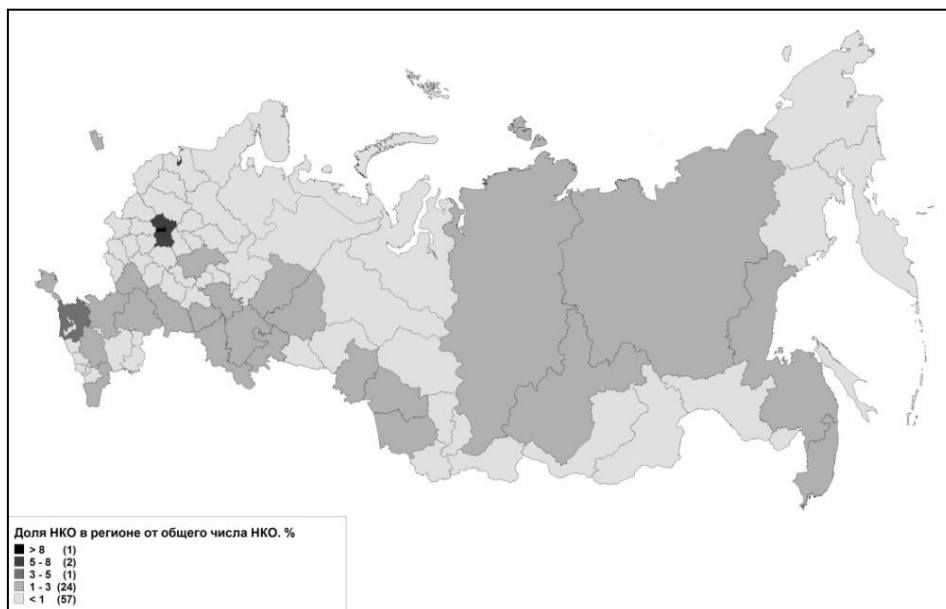 Доля НКО в регионе от общего числа НКО. %
> 8 (1)
5 - 8 (2)
3 - 5 (1)
1 - 3 (24)
< 1 (57)